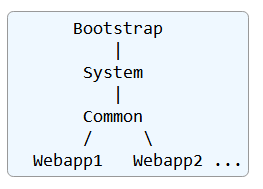 Bootstrap
|
System
|
Common
/ \
Webapp1 Webapp2 ...